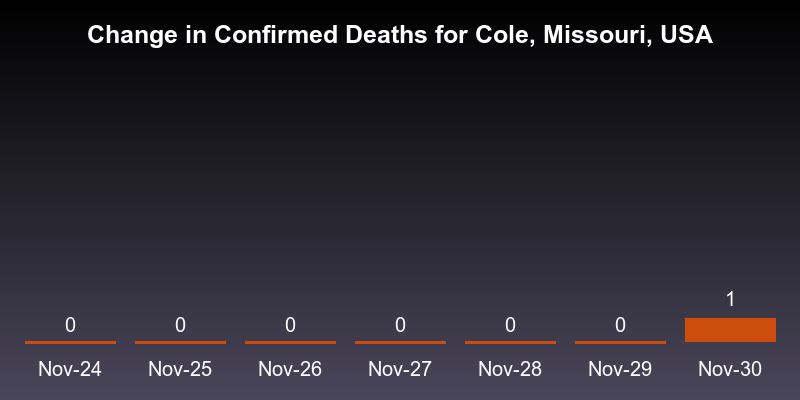 Change in Confirmed Deaths for Cole, Missouri, USA
1
0 0 0 0 0 0
Nov-24 Nov-25 Nov-26 Nov-27 Nov-28 Nov-29 Nov-30